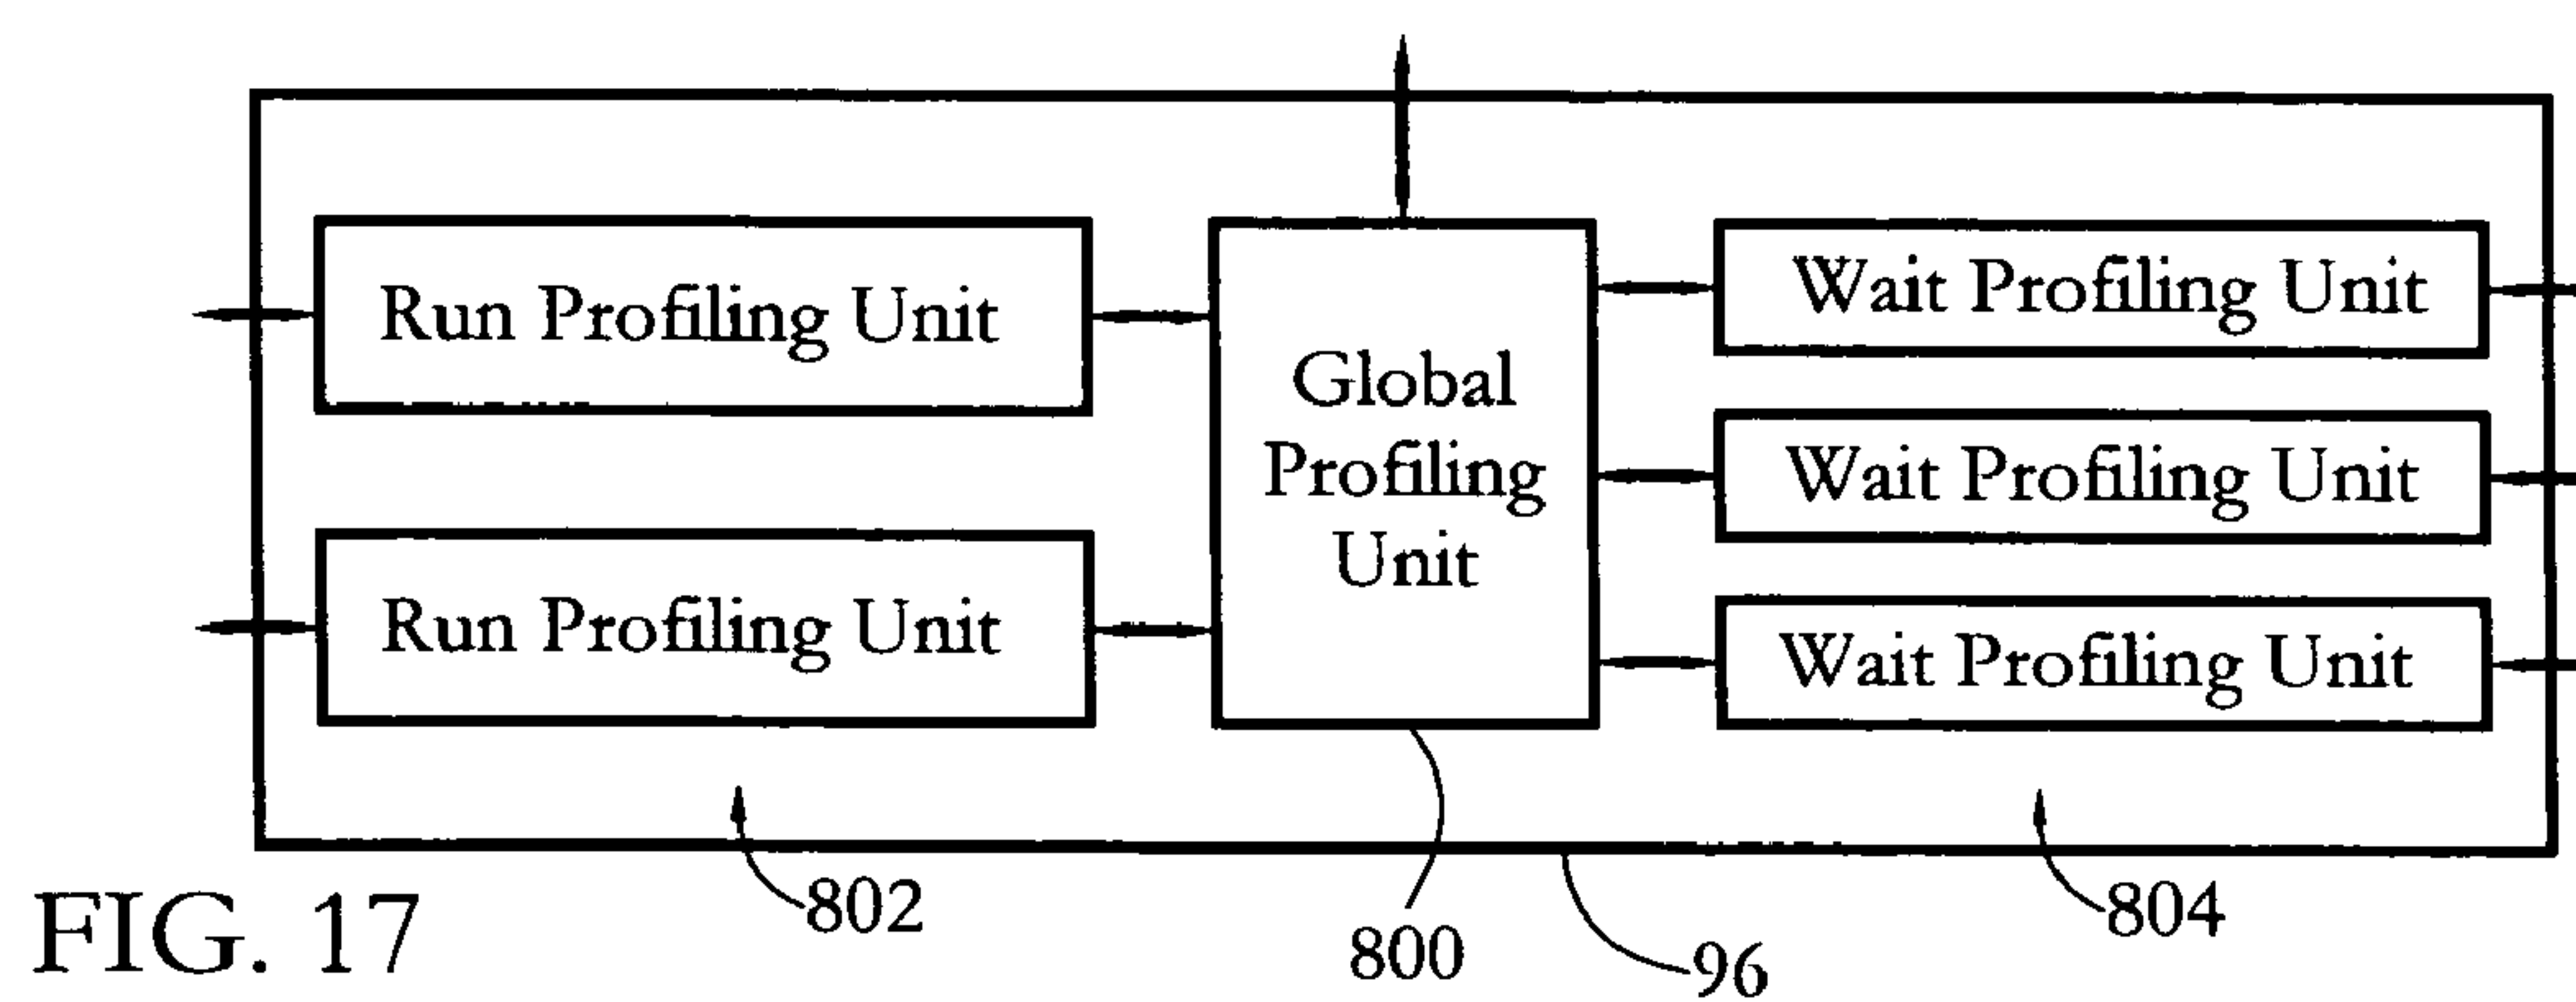 Run Profiling Unit
Run Profiling Unit
Global
Profiling
Unit
Wait Profiling Unit
Wait Profiling Unit
Wait Profiling Unit
802
800
96
804
FIG. 17